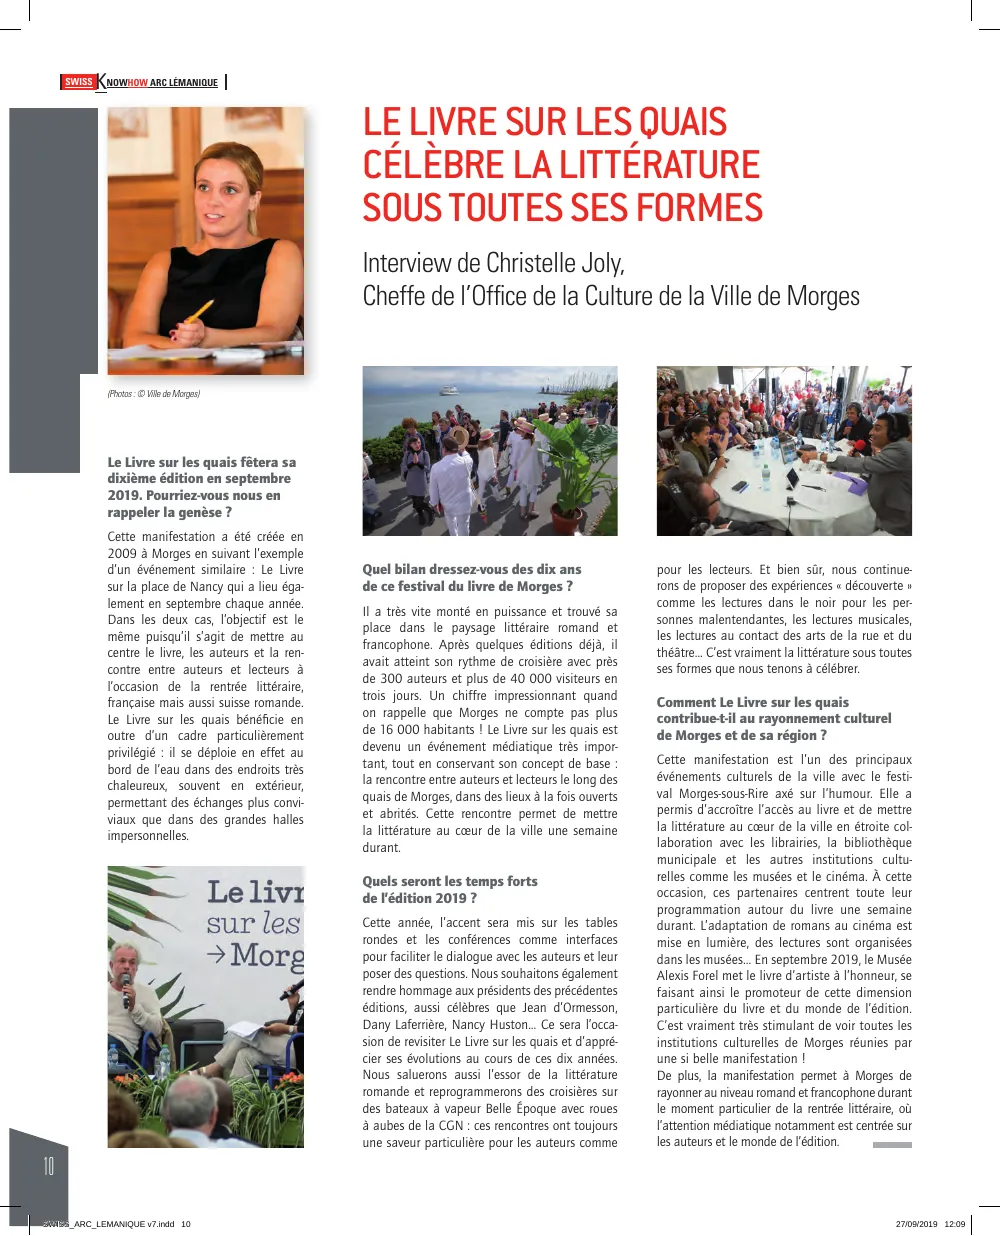 SWISS KNOWHOW ARC LÉMANIQUE
LE LIVRE SUR LES QUAIS
CÉLÈBRE LA LITTÉRATURE
SOUS TOUTES SES FORMES
Interview de Christelle Joly,
Cheffe de l'Office de la Culture de la Ville de Morges
(Photos : © Ville de Morges)
Le Livre sur les quais fêtera sa
dixième édition en septembre
2019. Pourriez-vous nous en
rappeler la genèse ?
Cette manifestation a été créée en
2009 à Morges en suivant l'exemple
d'un événement similaire : Le Livre
sur la place de Nancy qui a lieu éga-
lement en septembre chaque année.
Dans les deux cas, l'objectif est le
même puisqu'il s'agit de mettre au
centre le livre, les auteurs et la ren-
contre entre auteurs et lecteurs à
l'occasion de la rentrée littéraire,
française mais aussi suisse romande.
Le Livre sur les quais bénéficie en
outre d'un cadre particulièrement
privilégié : il se déploie en effet au
bord de l'eau dans des endroits très
chaleureux, souvent en extérieur,
permettant des échanges plus convi-
viaux que dans des grandes halles
impersonnelles.
Le livr
sur les
→ Morg
Quel bilan dressez-vous des dix ans
de ce festival du livre de Morges ?
Il a très vite monté en puissance et trouvé sa
place dans le paysage littéraire romand et
francophone. Après quelques éditions déjà, il
avait atteint son rythme de croisière avec près
de 300 auteurs et plus de 40 000 visiteurs en
trois jours. Un chiffre impressionnant quand
on rappelle que Morges ne compte pas plus
de 16 000 habitants ! Le Livre sur les quais est
devenu un événement médiatique très impor-
tant, tout en conservant son concept de base :
la rencontre entre auteurs et lecteurs le long des
quais de Morges, dans des lieux à la fois ouverts
et abrités. Cette rencontre permet de mettre
la littérature au cœur de la ville une semaine
durant.
Quels seront les temps forts
de l'édition 2019 ?
Cette année, l'accent sera mis sur les tables
rondes et les conférences comme interfaces
pour faciliter le dialogue avec les auteurs et leur
poser des questions. Nous souhaitons également
rendre hommage aux présidents des précédentes
éditions, aussi célèbres que Jean d'Ormesson,
Dany Laferrière, Nancy Huston... Ce sera l'occa-
sion de revisiter Le Livre sur les quais et d'appré-
cier ses évolutions au cours de ces dix années.
Nous saluerons aussi l'essor de la littérature
romande et reprogrammerons des croisières sur
des bateaux à vapeur Belle Époque avec roues
à aubes de la CGN : ces rencontres ont toujours
une saveur particulière pour les auteurs comme
pour les lecteurs. Et bien sûr, nous continue-
rons de proposer des expériences « découverte »
comme les lectures dans le noir pour les per-
sonnes malentendantes, les lectures musicales,
les lectures au contact des arts de la rue et du
théâtre... C'est vraiment la littérature sous toutes
ses formes que nous tenons à célébrer.
Comment Le Livre sur les quais
contribue-t-il au rayonnement culturel
de Morges et de sa région ?
Cette manifestation est l'un des principaux
événements culturels de la ville avec le festi-
val Morges-sous-Rire axé sur l'humour. Elle a
permis d'accroître l'accès au livre et de mettre
la littérature au cœur de la ville en étroite col-
laboration avec les librairies, la bibliothèque
municipale et les autres institutions cultu-
relles comme les musées et le cinéma. À cette
occasion, ces partenaires centrent toute leur
programmation autour du livre une semaine
durant. L'adaptation de romans au cinéma est
mise en lumière, des lectures sont organisées
dans les musées... En septembre 2019, le Musée
Alexis Forel met le livre d'artiste à l'honneur, se
faisant ainsi le promoteur de cette dimension
particulière du livre et du monde de l'édition.
C'est vraiment très stimulant de voir toutes les
institutions culturelles de Morges réunies par
une si belle manifestation !
De plus, la manifestation permet à Morges de
rayonner au niveau romand et francophone durant
le moment particulier de la rentrée littéraire, où
l'attention médiatique notamment est centrée sur
les auteurs et le monde de l'édition.
10
SWISS_ARC_LEMANIQUE v7.indd 10
27/09/2019 12:09